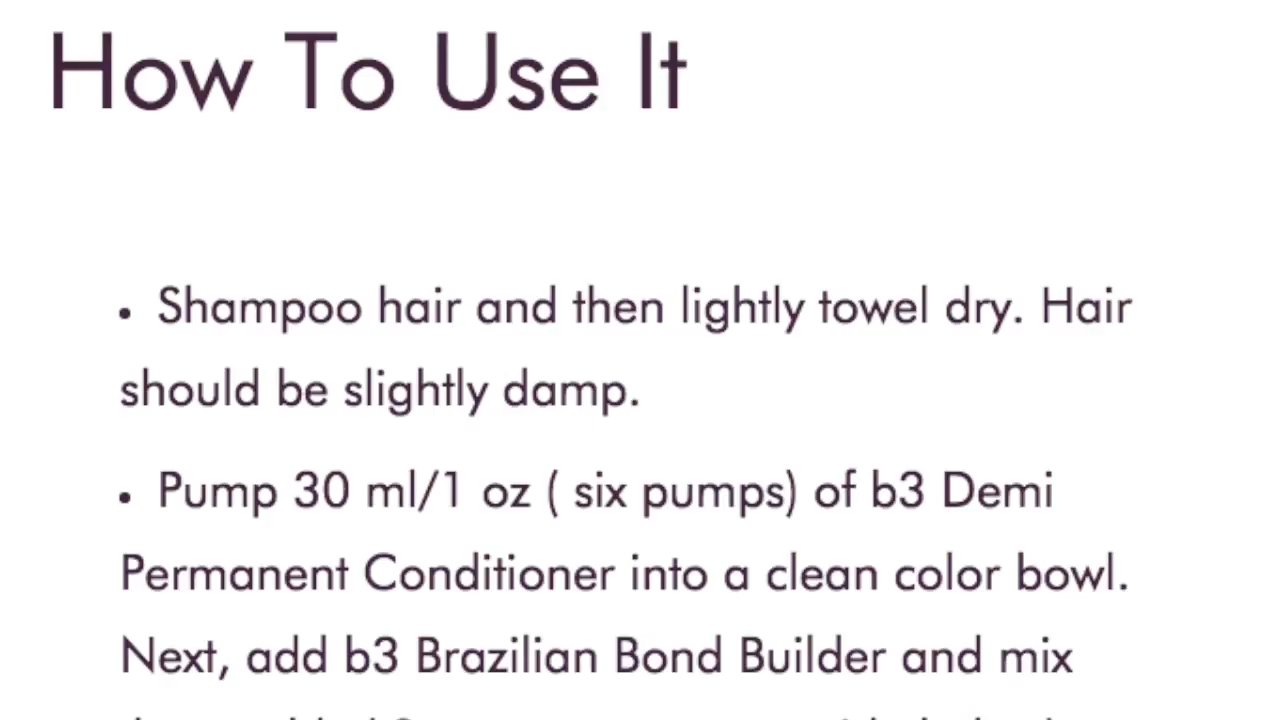 How To Use It
• Shampoo hair and then lightly towel dry. Hair
should be slightly damp.
• Pump 30 ml/1 oz ( six pumps) of b3 Demi
Permanent Conditioner into a clean color bowl.
Next, add b3 Brazilian Bond Builder and mix